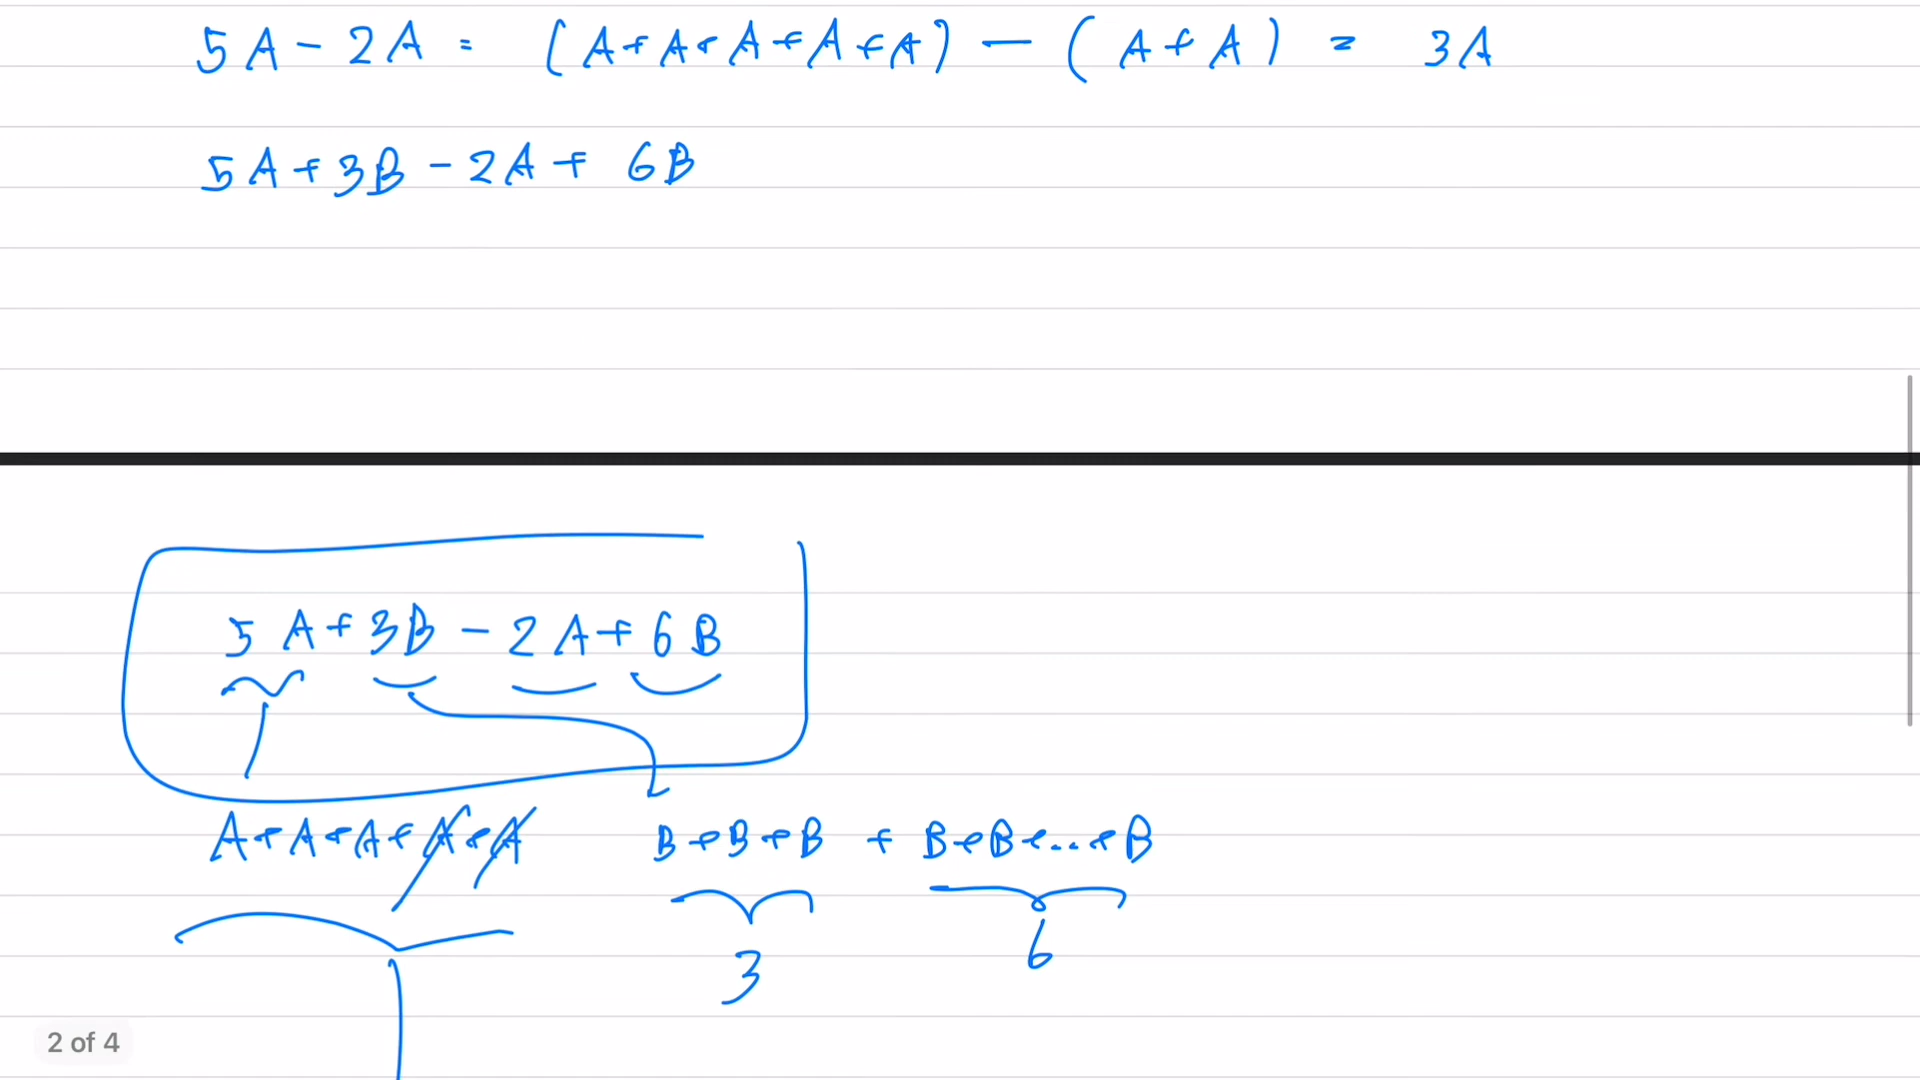 5A - 2A = (A+A+A+A+A) - (A+A) = 3A
5A+3B-2A+ 6B
5A+3B - 2A+6B
A+A+A+A+A B+B+B + B+B+...+B
3 6
2 of 4